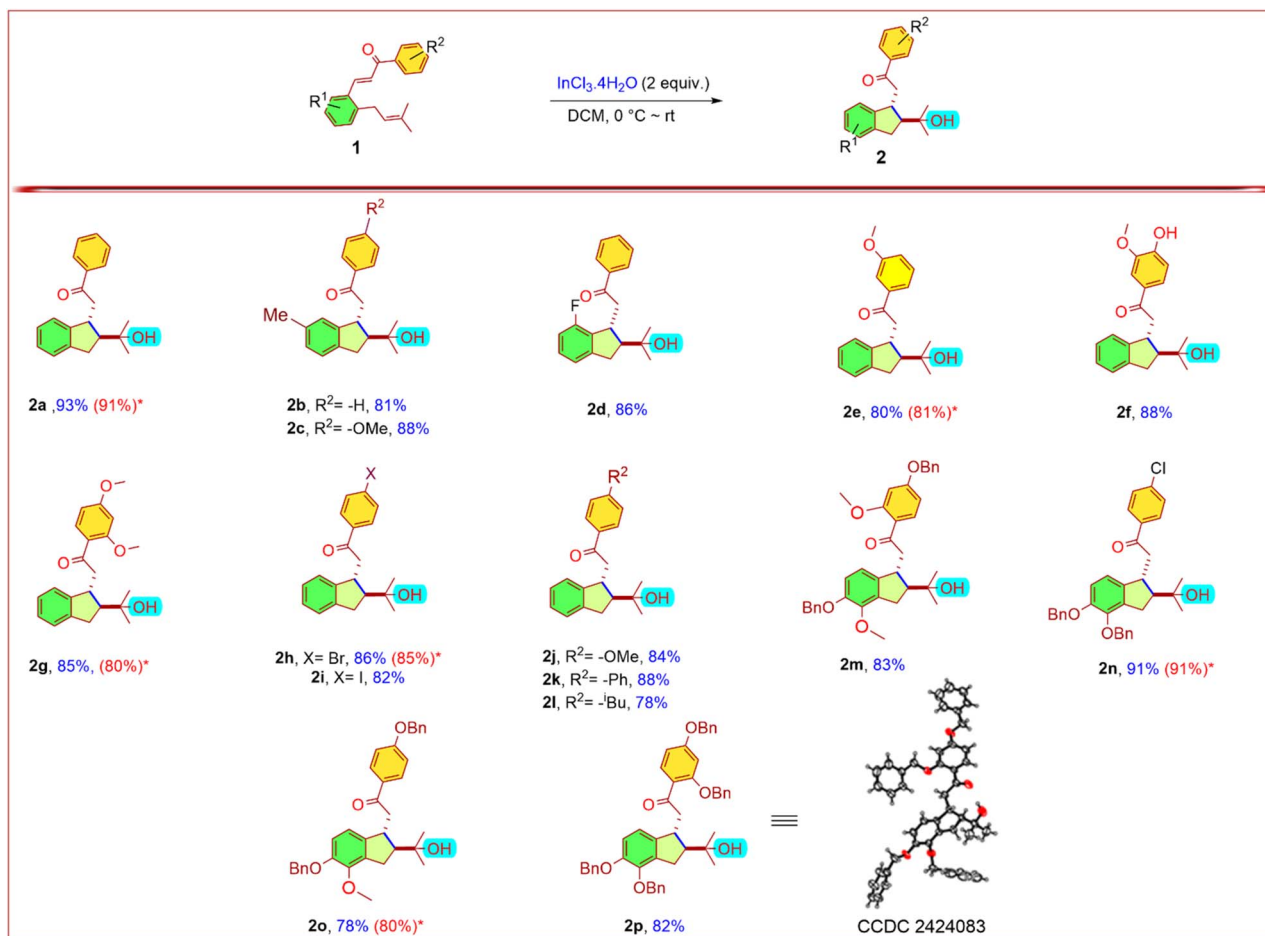 R²
O
R¹
1
InCl₃.4H₂O (2 equiv.)
DCM, 0 °C ~ rt
R²
O
OH
R¹
2
O
OH
2a ,93% (91%)*
R²
O
Me
OH
2b, R²= -H, 81%
2c, R²= -OMe, 88%
O
F
OH
2d, 86%
O
O
OH
2e, 80% (81%)*
OH
O
O
OH
2f, 88%
O
O
O
OH
2g, 85%, (80%)*
X
O
OH
2h, X= Br, 86% (85%)*
2i, X= I, 82%
R²
O
OH
2j, R²= -OMe, 84%
2k, R²= -Ph, 88%
2l, R²= -ⁱBu, 78%
OBn
O
O
OH
BnO
O
2m, 83%
Cl
O
OH
BnO
OBn
2n, 91% (91%)*
OBn
O
OH
BnO
O
2o, 78% (80%)*
OBn
O
OBn
OH
BnO
OBn
2p, 82%
CCDC 2424083